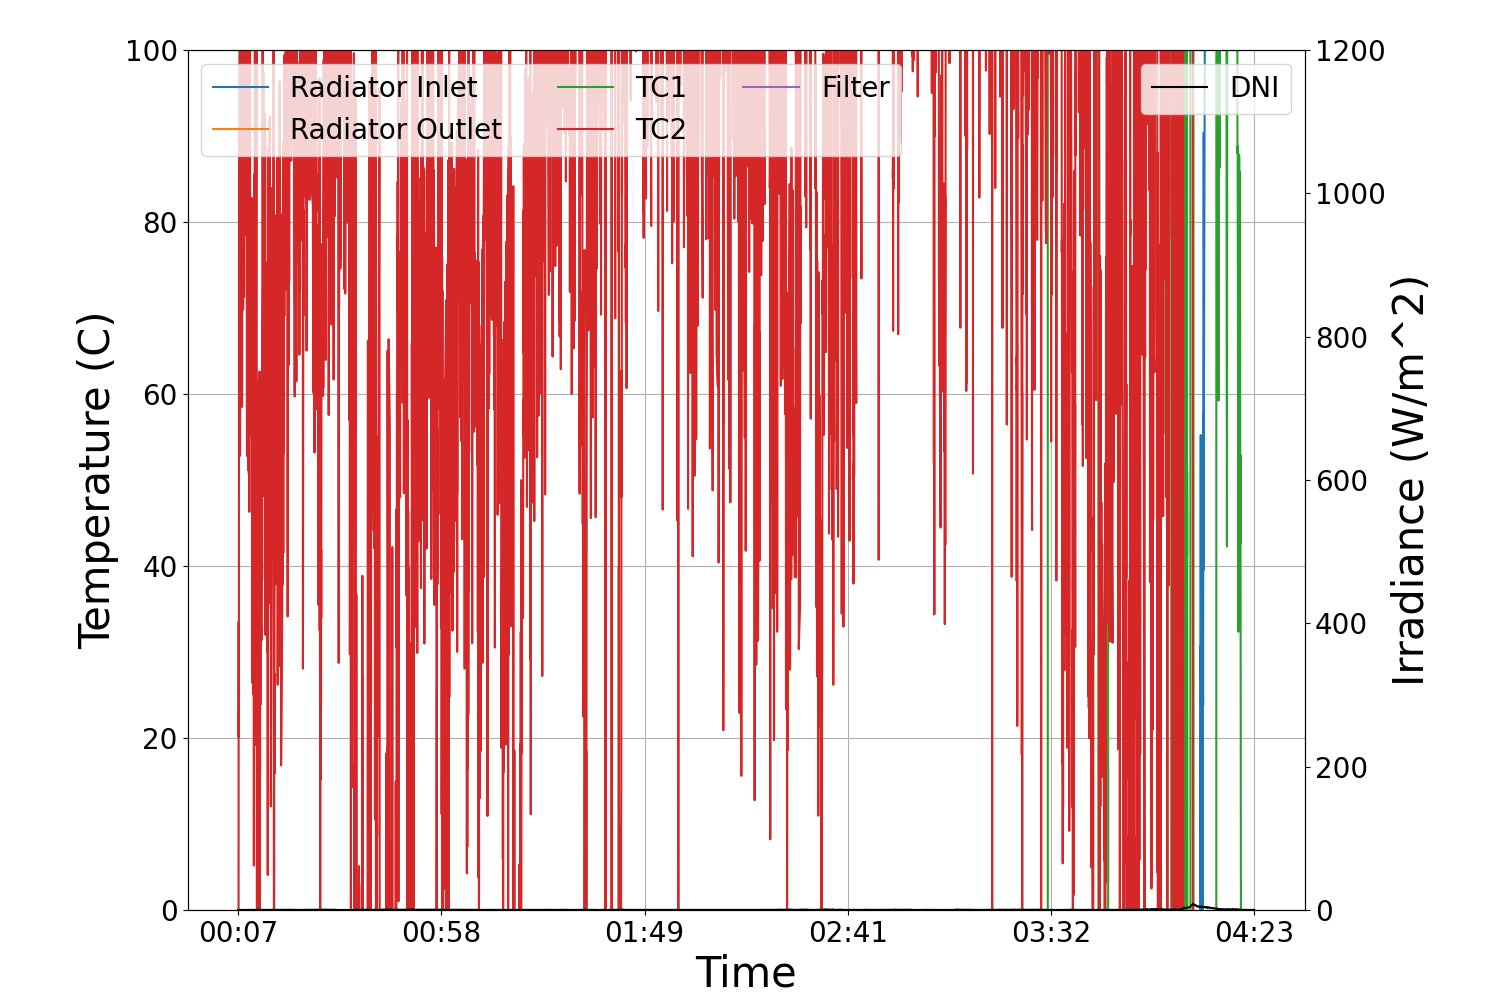 100
80
60
40
20
0
Temperature (C)
Radiator Inlet
Radiator Outlet
TC1
TC2
Filter
DNI
1200
1000
800
600
400
200
0
Irradiance (W/m^2)
00:07 00:58 01:49 02:41 03:32 04:23
Time